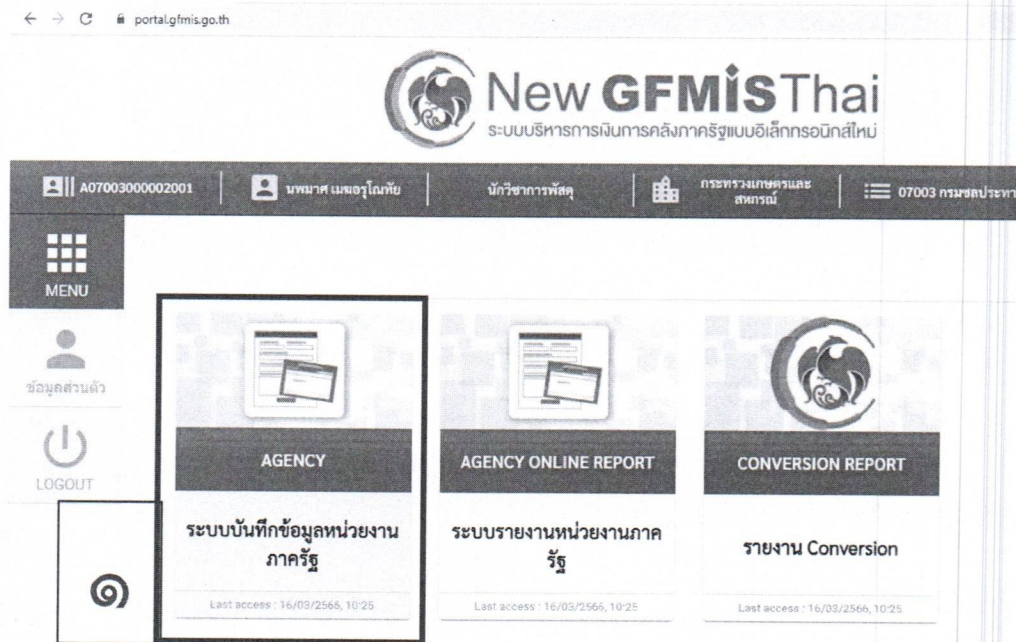 portal.gfmis.go.th
New GFMIS Thai
ระบบบริหารการเงินการคลังภาครัฐแบบอิเล็กทรอนิกส์ใหม่
A07003000002001
นพมาศ เมฆอรุโณทัย
นักวิชาการพัสดุ
กระทรวงเกษตรและ
สหกรณ์
07003 กรมชลประทา
MENU
ข้อมูลส่วนตัว
LOGOUT
๑
AGENCY
ระบบบันทึกข้อมูลหน่วยงาน
ภาครัฐ
Last access : 16/03/2566, 10:25
AGENCY ONLINE REPORT
ระบบรายงานหน่วยงานภาค
รัฐ
Last access : 16/03/2566, 10:25
CONVERSION REPORT
รายงาน Conversion
Last access : 16/03/2566, 10:25